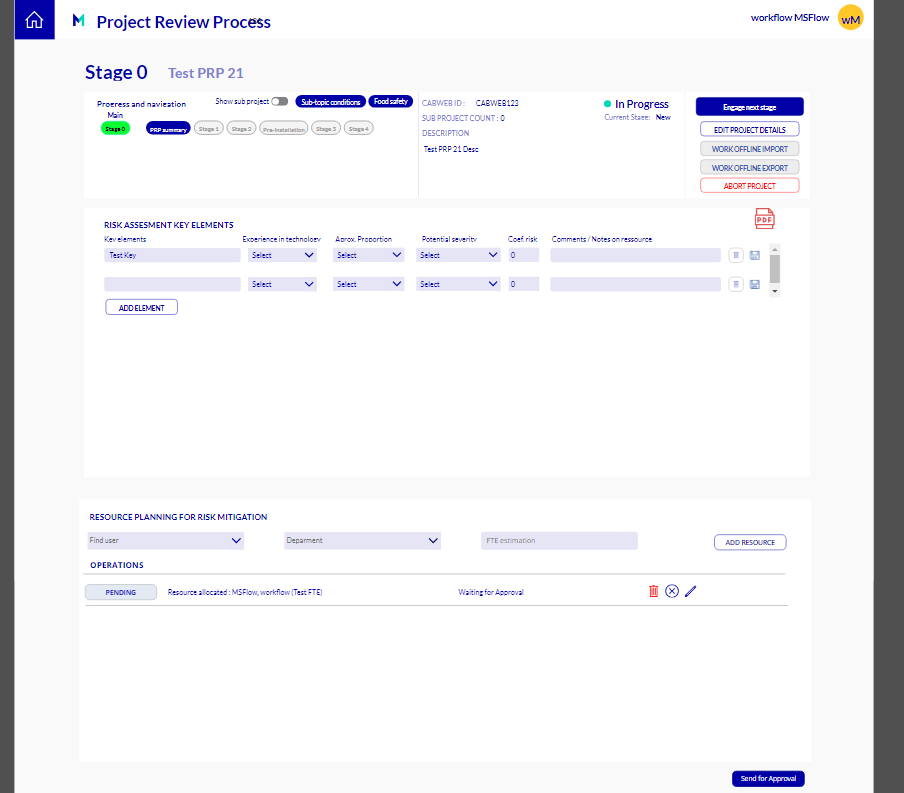 Project Review Process
workflow MSFlow
wM
Stage 0 Test PRP 21
Progress and navigation
Show sub project
Sub-topic conditions
Food safety
Main
Stage 0
PRP summary
Stage 1
Stage 2
Pre-Installation
Stage 3
Stage 4
CABWEB ID : CABWEB123
SUB PROJECT COUNT : 0
DESCRIPTION
Test PRP 21 Desc
In Progress
Current Stage: New
Engage next stage
EDIT PROJECT DETAILS
WORK OFFLINE IMPORT
WORK OFFLINE EXPORT
ABORT PROJECT
RISK ASSESMENT KEY ELEMENTS
PDF
Key elements Experience in technology Aprox. Proportion Potential severity Coef. risk Comments / Notes on ressource
Test Key Select Select Select 0
Select Select Select 0
ADD ELEMENT
RESOURCE PLANNING FOR RISK MITIGATION
Find user Deparment FTE estimation ADD RESOURCE
OPERATIONS
PENDING Resource allocated : MSFlow, workflow (Test FTE) Waiting for Approval
Send for Approval